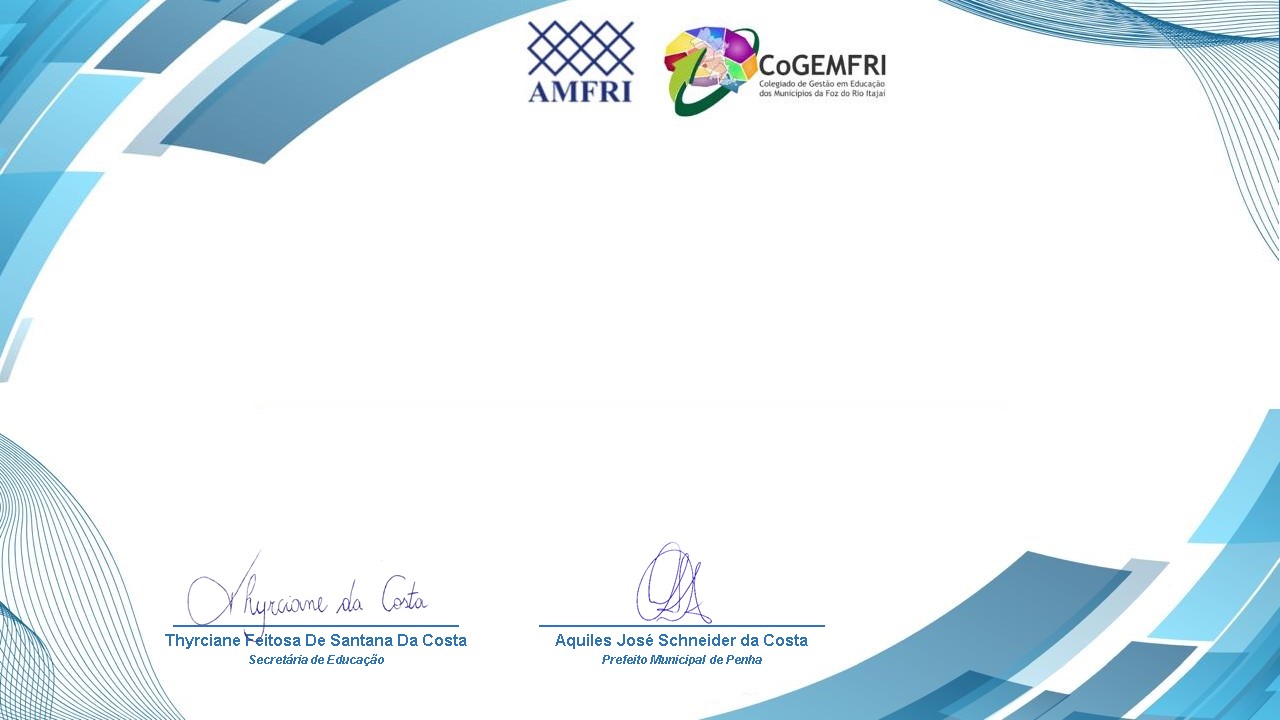 AMFRI
CoGEMFRI
Colegiado de Gestão em Educação
dos Municípios da Foz do Rio Itajaí
Thyrciane da Costa
Thyrciane Feitosa De Santana Da Costa
Secretária de Educação
Aquiles José Schneider da Costa
Prefeito Municipal de Penha